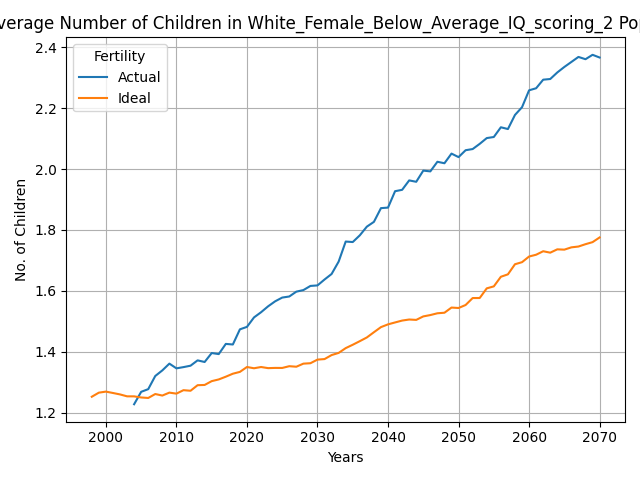 verage Number of Children in White_Female_Below_Average_IQ_scoring_2 Po
Fertility
Actual
Ideal
No. of Children
2.4
2.2
2.0
1.8
1.6
1.4
1.2
2000 2010 2020 2030 2040 2050 2060 2070
Years